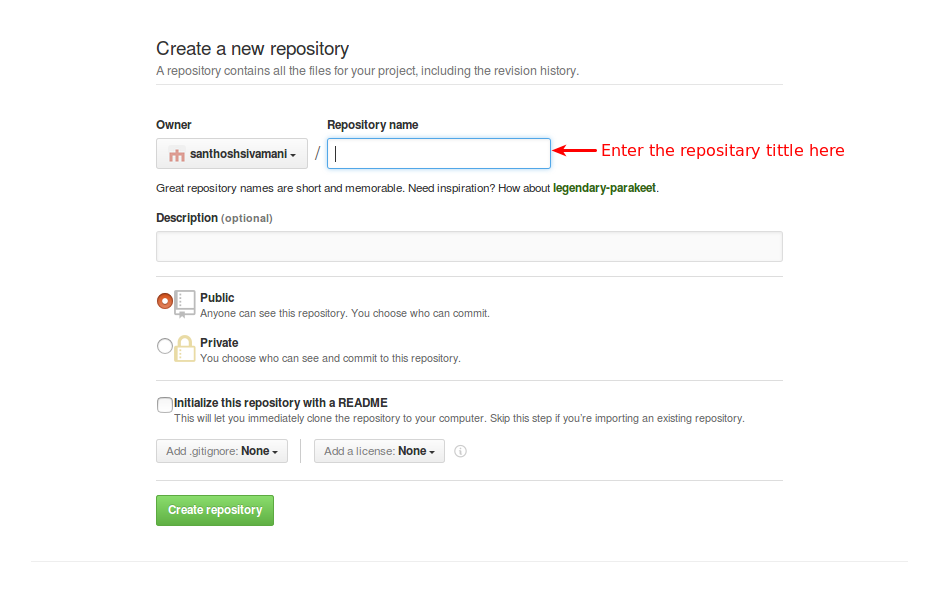 Create a new repository
A repository contains all the files for your project, including the revision history.
Owner Repository name
santhoshsivamani / Enter the repositary tittle here
Great repository names are short and memorable. Need inspiration? How about legendary-parakeet.
Description (optional)
Public
Anyone can see this repository. You choose who can commit.
Private
You choose who can see and commit to this repository.
Initialize this repository with a README
This will let you immediately clone the repository to your computer. Skip this step if you're importing an existing repository.
Add .gitignore: None Add a license: None
Create repository